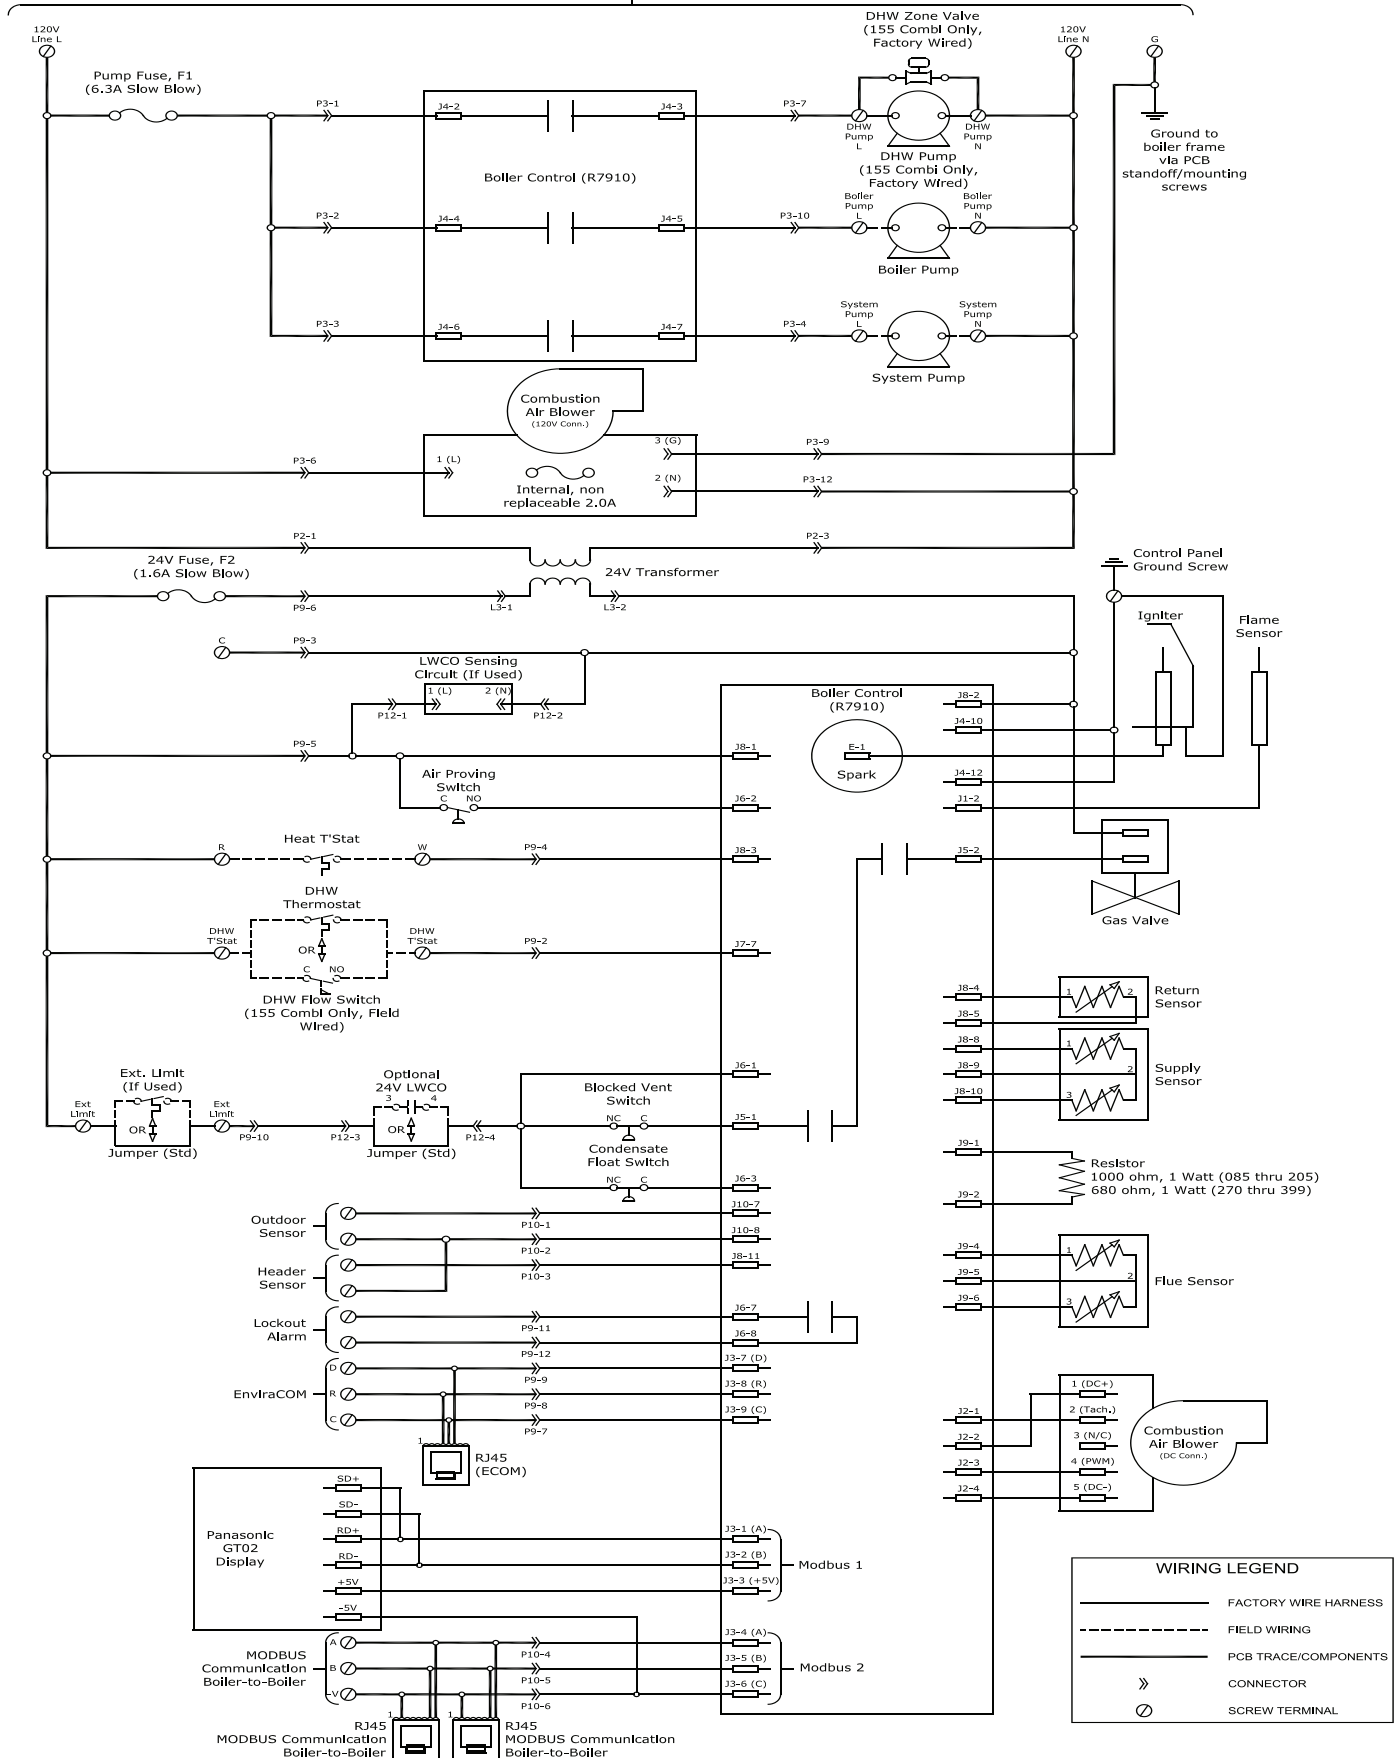 120V
Line L
Pump Fuse, F1
(6.3A Slow Blow)
DHW Zone Valve
(155 Combi Only,
Factory Wired)
120V
Line N
G
P3-1
J4-2
J4-3
P3-7
DHW
Pump
L
DHW
Pump
N
DHW Pump
(155 Combi Only,
Factory Wired)
Ground to
boiler frame
via PCB
standoff/mounting
screws
Boiler Control (R7910)
P3-2
J4-4
J4-5
P3-10
Boiler
Pump
L
Boiler
Pump
N
Boiler Pump
P3-3
J4-6
J4-7
P3-4
System
Pump
L
System
Pump
N
System Pump
Combustion
Air Blower
(120V Conn.)
P3-6
1 (L)
3 (G)
P3-9
2 (N)
P3-12
Internal, non
replaceable 2.0A
P2-1
P2-3
24V Fuse, F2
(1.6A Slow Blow)
24V Transformer
P9-6
L3-1
L3-2
Control Panel
Ground Screw
Igniter
Flame
Sensor
C
P9-3
LWCO Sensing
Circuit (If Used)
1 (L)
2 (N)
P12-1
P12-2
Boiler Control
(R7910)
J8-2
J4-10
P9-5
J8-1
E-1
Spark
J4-12
Air Proving
Switch
C
NO
J6-2
J1-2
Heat T'Stat
R
W
P9-4
J8-3
J5-2
Gas Valve
DHW
Thermostat
DHW
T'Stat
OR
DHW
T'Stat
P9-2
J7-7
C
NO
DHW Flow Switch
(155 Combi Only, Field
Wired)
J8-4
1
2
Return
Sensor
J8-5
J8-8
1
J8-9
2
Supply
Sensor
J8-10
3
Ext. Limit
(If Used)
Optional
24V LWCO
3
4
J6-1
Blocked Vent
Switch
Ext
Limit
OR
Ext
Limit
P9-10
P12-3
OR
P12-4
NC
C
J5-1
Jumper (Std)
Jumper (Std)
Condensate
Float Switch
NC
C
J6-3
J9-1
Resistor
1000 ohm, 1 Watt (085 thru 205)
680 ohm, 1 Watt (270 thru 399)
J9-2
Outdoor
Sensor
P10-1
J10-7
P10-2
J10-8
Header
Sensor
P10-3
J8-11
J9-4
1
J9-5
2
Flue Sensor
J9-6
3
Lockout
Alarm
P9-11
J6-7
P9-12
J6-8
EnviraCOM
D
P9-9
J3-7 (D)
R
P9-8
J3-8 (R)
C
P9-7
J3-9 (C)
1
RJ45
(ECOM)
1 (DC+)
J2-1
2 (Tach.)
J2-2
3 (N/C)
J2-3
4 (PWM)
J2-4
5 (DC-)
Combustion
Air Blower
(DC Conn.)
Panasonic
GT02
Display
SD+
SD-
RD+
RD-
+5V
-5V
J3-1 (A)
J3-2 (B)
J3-3 (+5V)
Modbus 1
MODBUS
Communication
Boiler-to-Boiler
A
P10-4
J3-4 (A)
B
P10-5
J3-5 (B)
-V
P10-6
J3-6 (C)
Modbus 2
1
1
RJ45
MODBUS Communication
Boiler-to-Boiler
RJ45
MODBUS Communication
Boiler-to-Boiler
WIRING LEGEND
FACTORY WIRE HARNESS
FIELD WIRING
PCB TRACE/COMPONENTS
CONNECTOR
SCREW TERMINAL